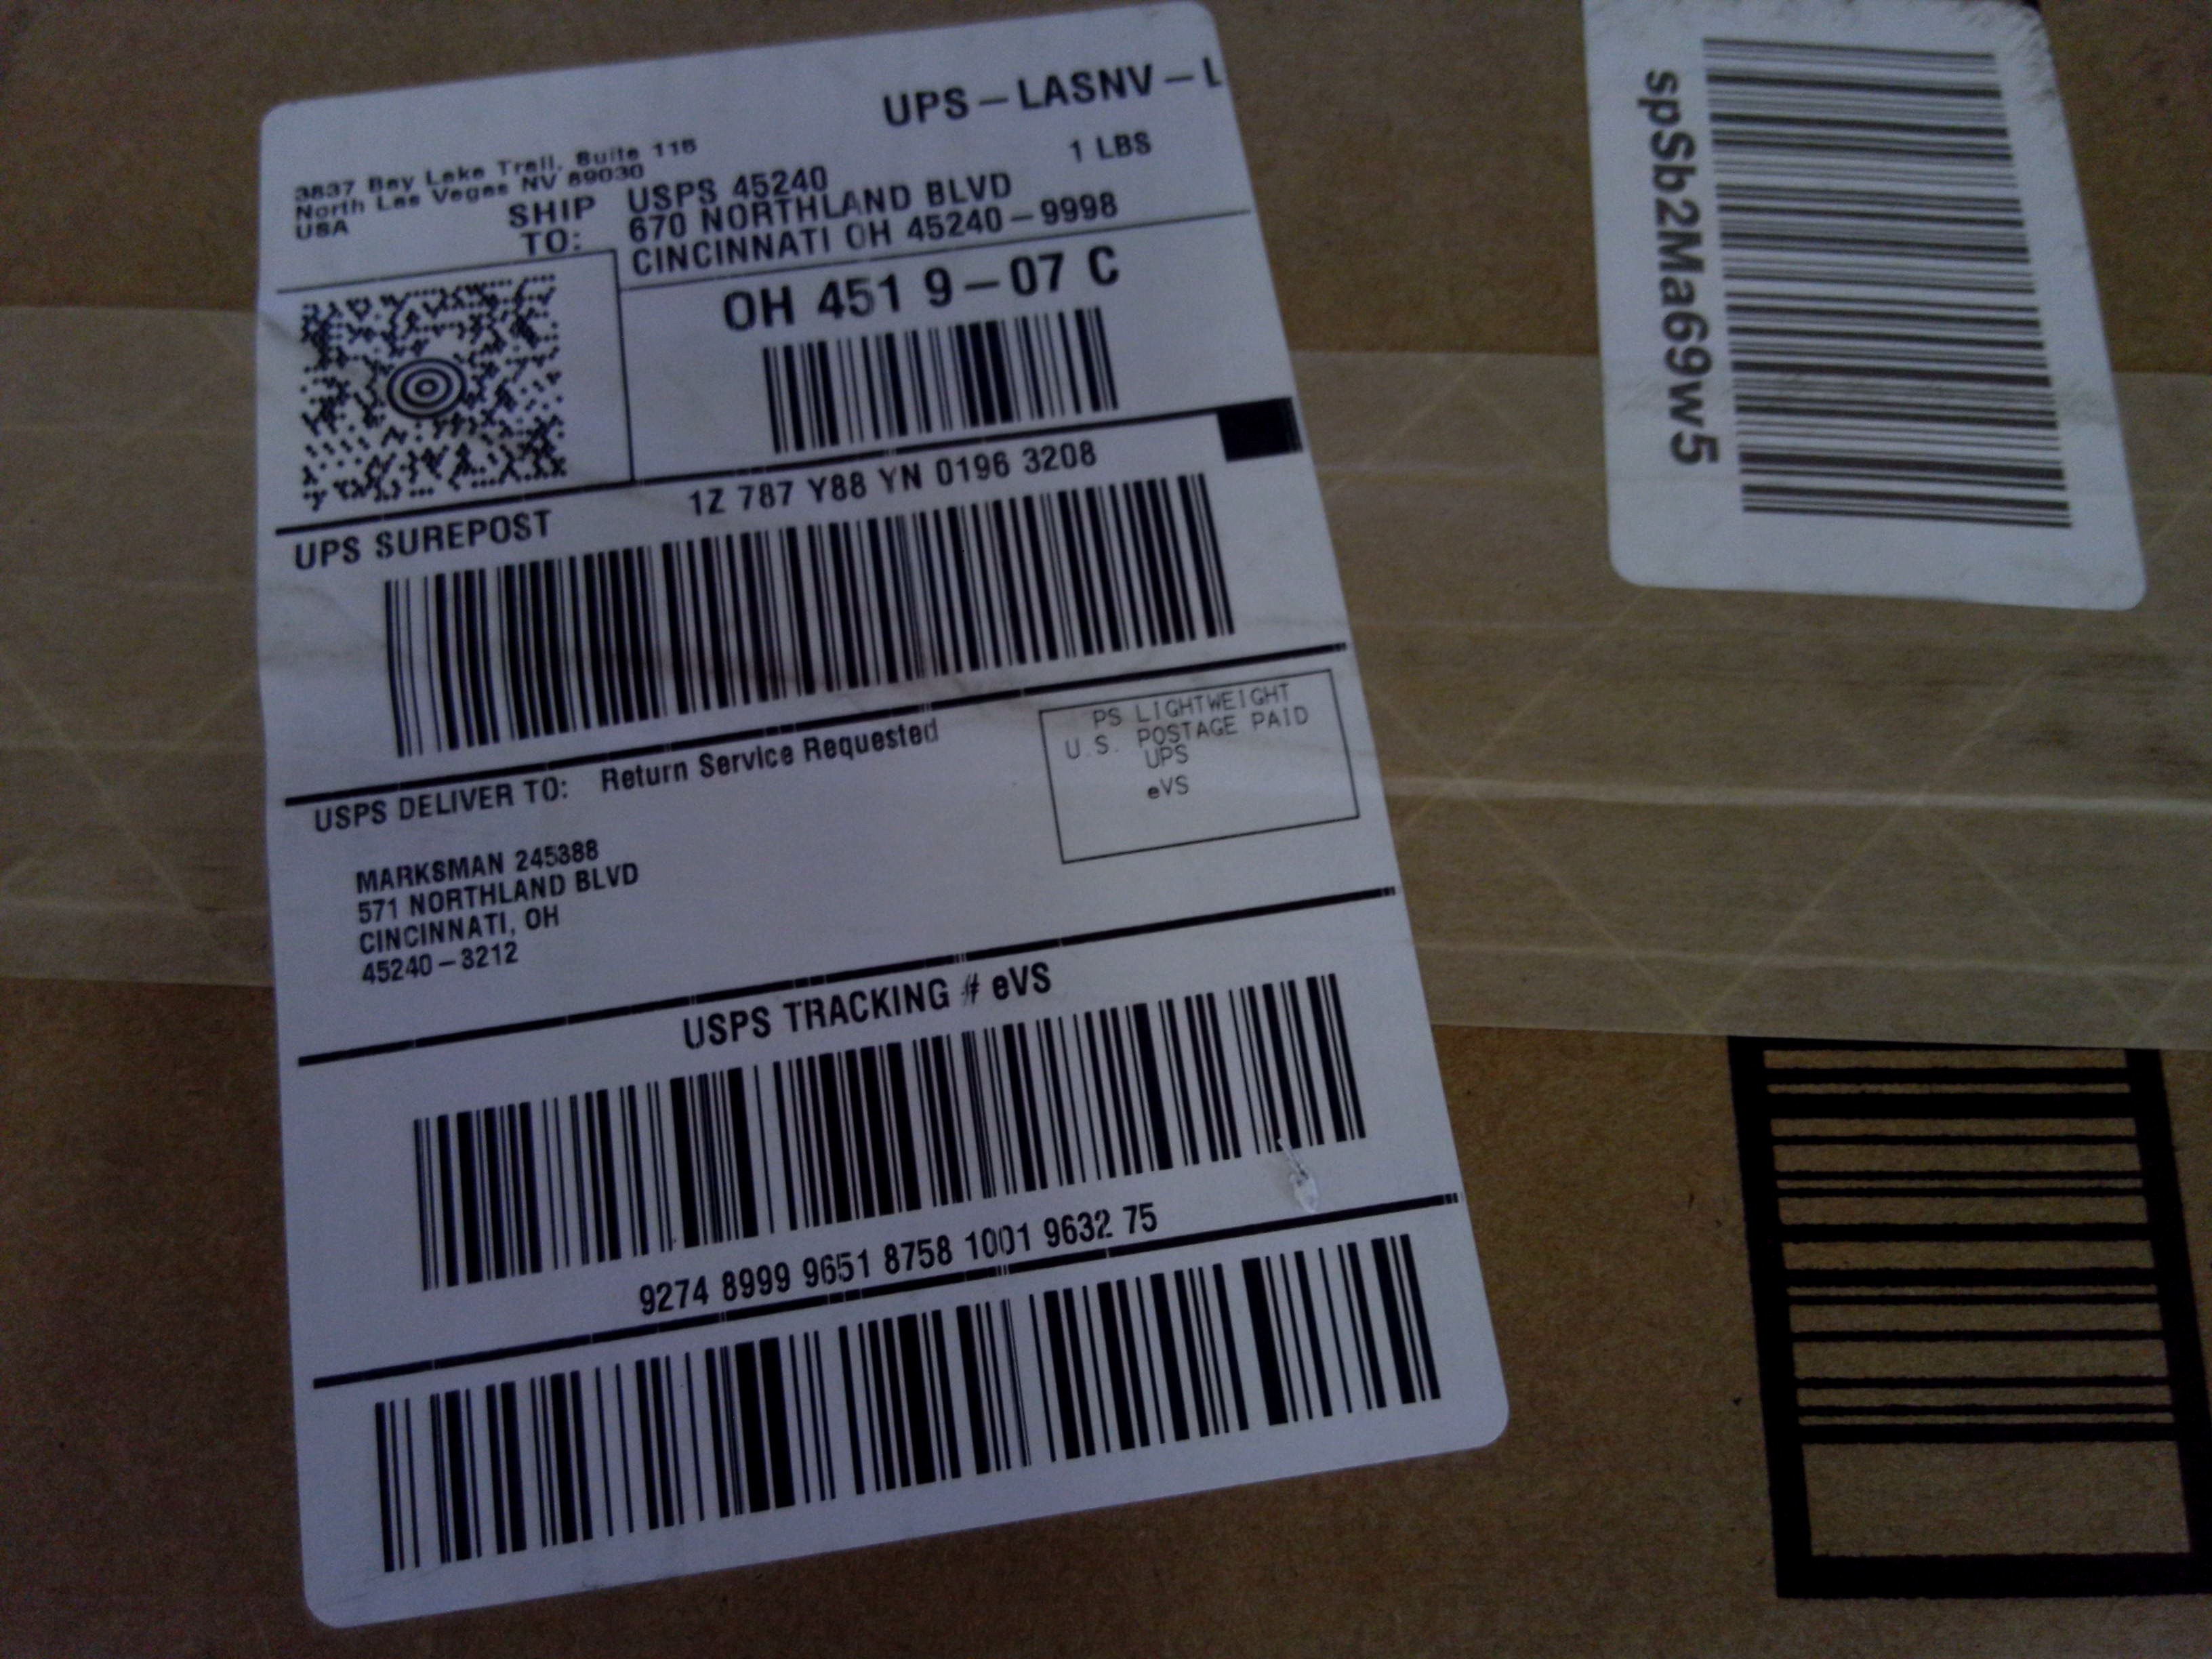 UPS – LASNV – L
1 LBS
3837 Bay Lake Trail, Suite 115
North Las Vegas NV 89030
USA
SHIP TO:
USPS 45240
670 NORTHLAND BLVD
CINCINNATI OH 45240 – 9998
OH 451 9 – 07 C
1Z 787 Y88 YN 0196 3208
UPS SUREPOST
USPS DELIVER TO: Return Service Requested
PS LIGHTWEIGHT
U.S. POSTAGE PAID
UPS
eVS
MARKSMAN 245388
571 NORTHLAND BLVD
CINCINNATI, OH
45240 – 3212
USPS TRACKING # eVS
9274 8999 9651 8758 1001 9632 75
spSb2Ma69w5